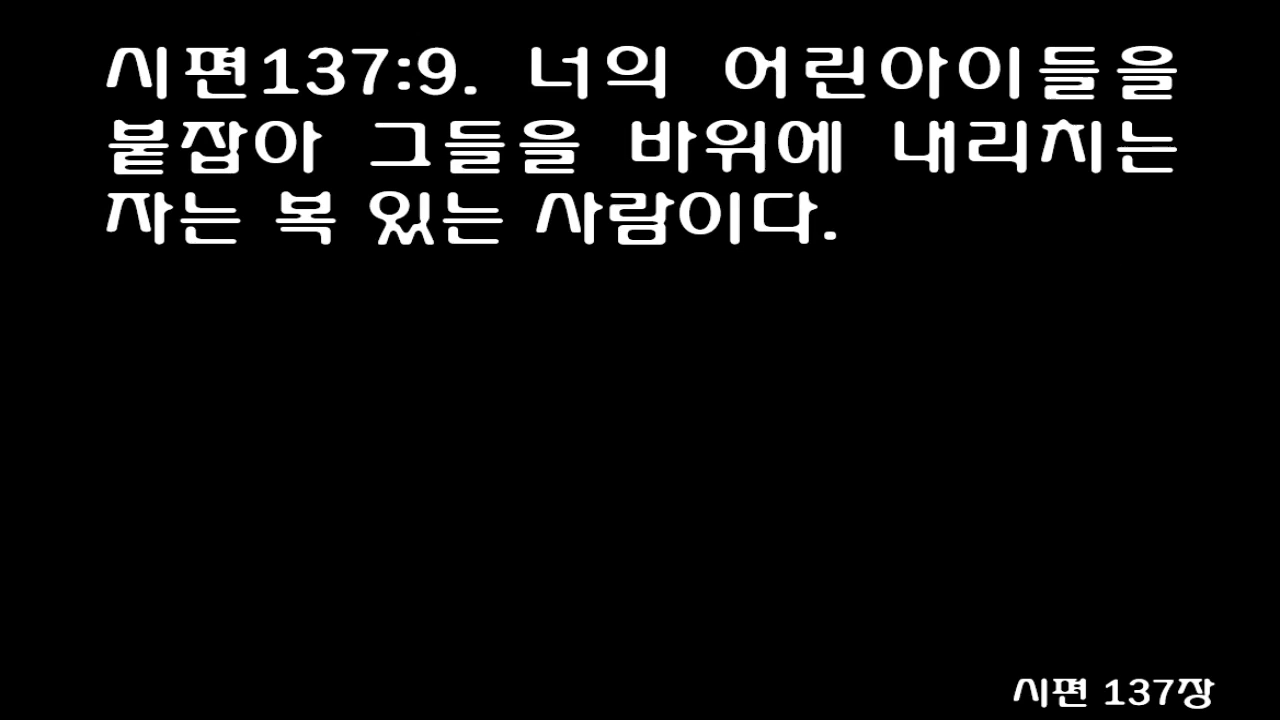 시편137:9. 너의 어린아이들을
붙잡아 그들을 바위에 내리치는
자는 복 있는 사람이다.
시편 137장